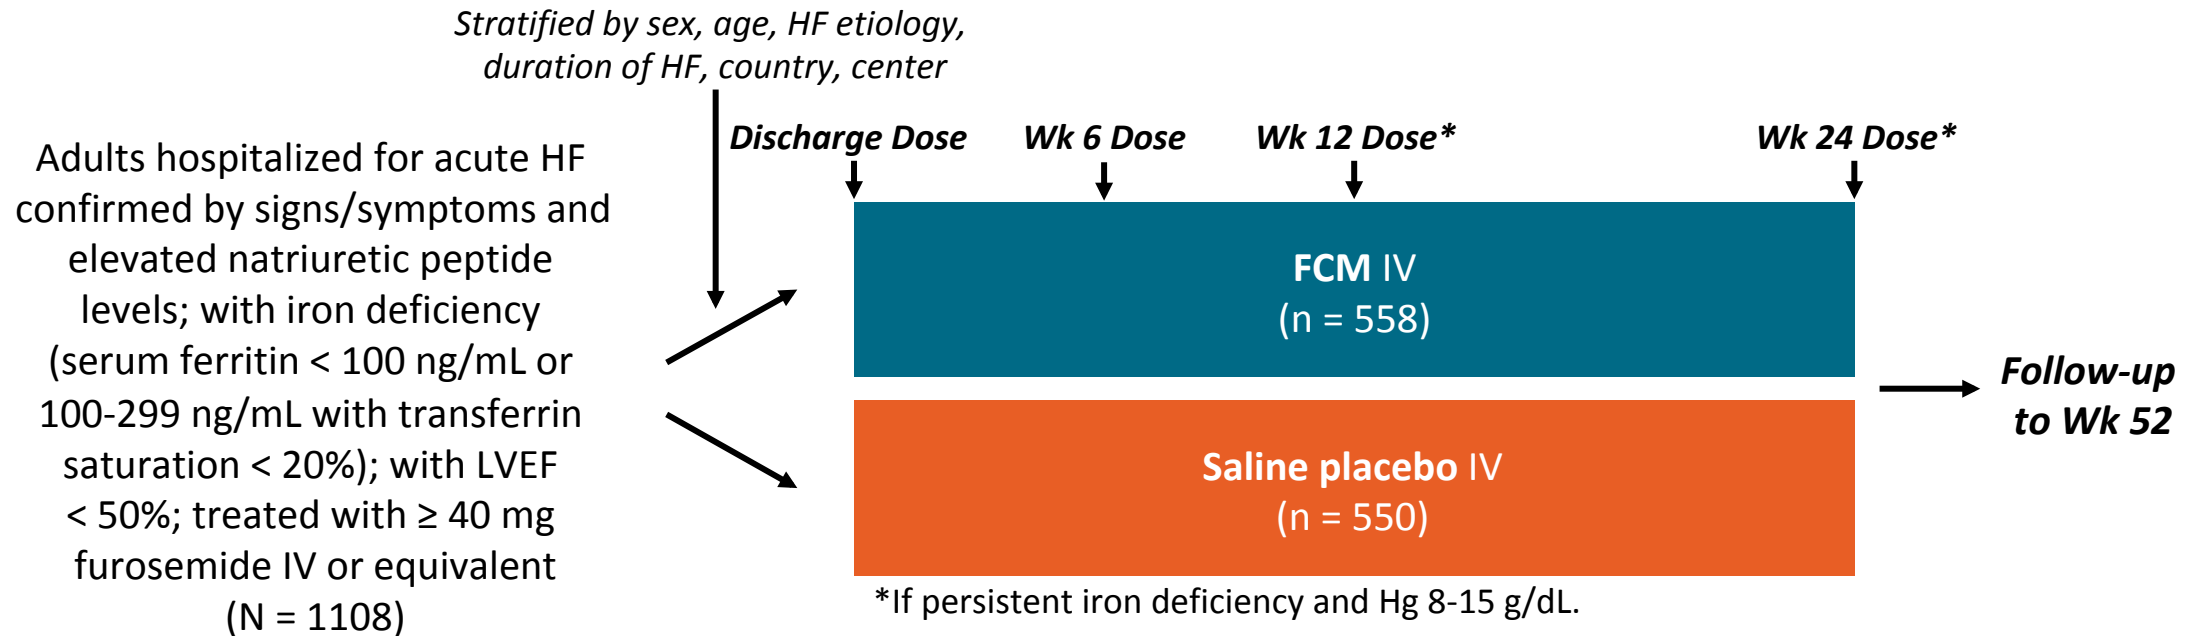 Stratified by sex, age, HF etiology,
duration of HF, country, center
Adults hospitalized for acute HF
confirmed by signs/symptoms and
elevated natriuretic peptide
levels; with iron deficiency
(serum ferritin < 100 ng/mL or
100-299 ng/mL with transferrin
saturation < 20%); with LVEF
< 50%; treated with ≥ 40 mg
furosemide IV or equivalent
(N = 1108)
Discharge Dose
Wk 6 Dose
Wk 12 Dose*
Wk 24 Dose*
FCM IV
(n = 558)
Saline placebo IV
(n = 550)
Follow-up
to Wk 52
*If persistent iron deficiency and Hg 8-15 g/dL.